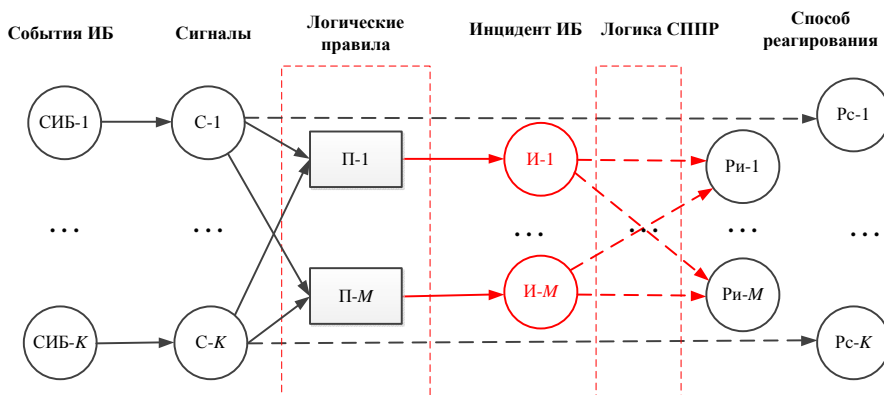 События ИБ
Сигналы
Логические
правила
Инцидент ИБ
Логика СППР
Способ
реагирования
СИБ-1
С-1
П-1
И-1
Ри-1
Рс-1
...
...
...
...
...
...
СИБ-K
С-K
П-M
И-M
Ри-M
Рс-K